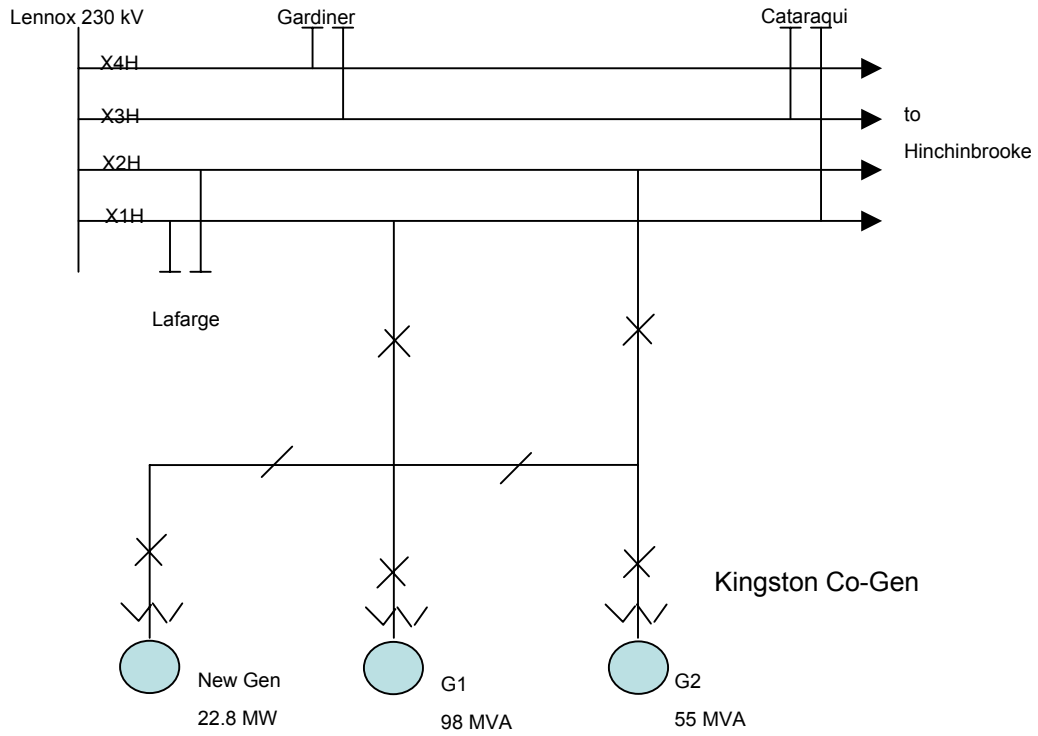 Lennox 230 kV
Gardiner
Cataraqui
X4H
X3H
to
Hinchinbrooke
X2H
X1H
Lafarge
Kingston Co-Gen
New Gen
22.8 MW
G1
98 MVA
G2
55 MVA